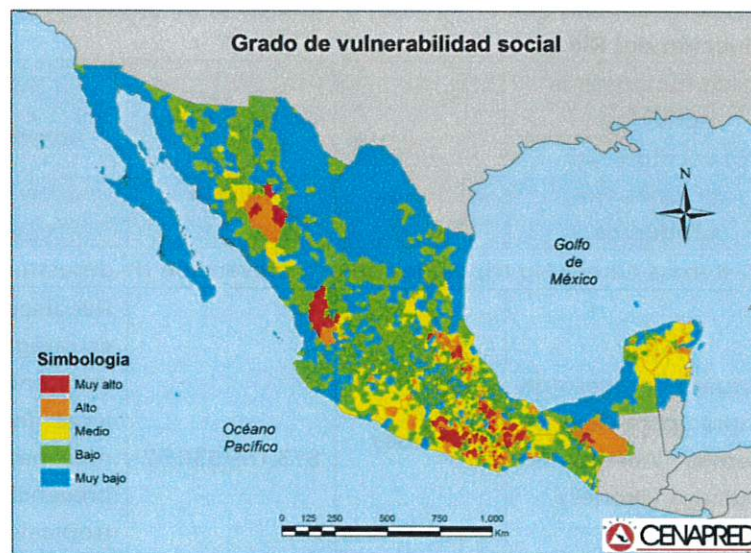 Grado de vulnerabilidad social
N
Golfo
de
México
Simbología
Muy alto
Alto
Medio
Bajo
Muy bajo
Océano
Pacífico
0 125 250 500 750 1,000
Km
CENAPRED